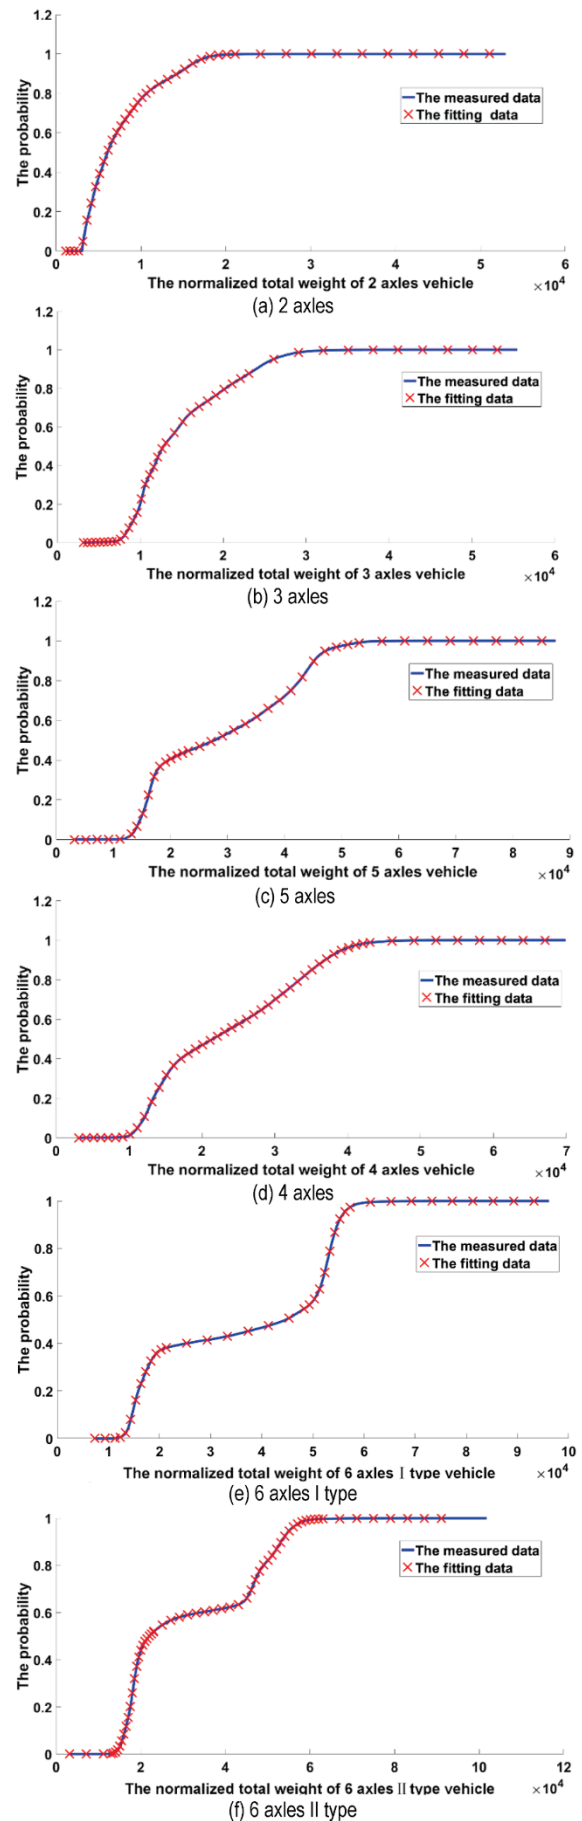 1.2
1
0.8
0.6
0.4
0.2
0
The probability
The measured data
The fitting data
0 1 2 3 4 5 6
The normalized total weight of 2 axles vehicle ×10^4
(a) 2 axles
1.2
1
0.8
0.6
0.4
0.2
0
The probability
The measured data
The fitting data
0 1 2 3 4 5 6
The normalized total weight of 3 axles vehicle ×10^4
(b) 3 axles
1.2
1
0.8
0.6
0.4
0.2
0
The probability
The measured data
The fitting data
0 1 2 3 4 5 6 7 8 9
The normalized total weight of 5 axles vehicle ×10^4
(c) 5 axles
1.2
1
0.8
0.6
0.4
0.2
0
The probability
The measured data
The fitting data
0 1 2 3 4 5 6 7
The normalized total weight of 4 axles vehicle ×10^4
(d) 4 axles
1
0.8
0.6
0.4
0.2
0
The probability
The measured data
The fitting data
0 1 2 3 4 5 6 7 8 9 10
The normalized total weight of 6 axles Ⅰ type vehicle ×10^4
(e) 6 axles I type
1
0.8
0.6
0.4
0.2
0
The probability
The measured data
The fitting data
0 2 4 6 8 10 12
The normalized total weight of 6 axles Ⅱ type vehicle ×10^4
(f) 6 axles II type